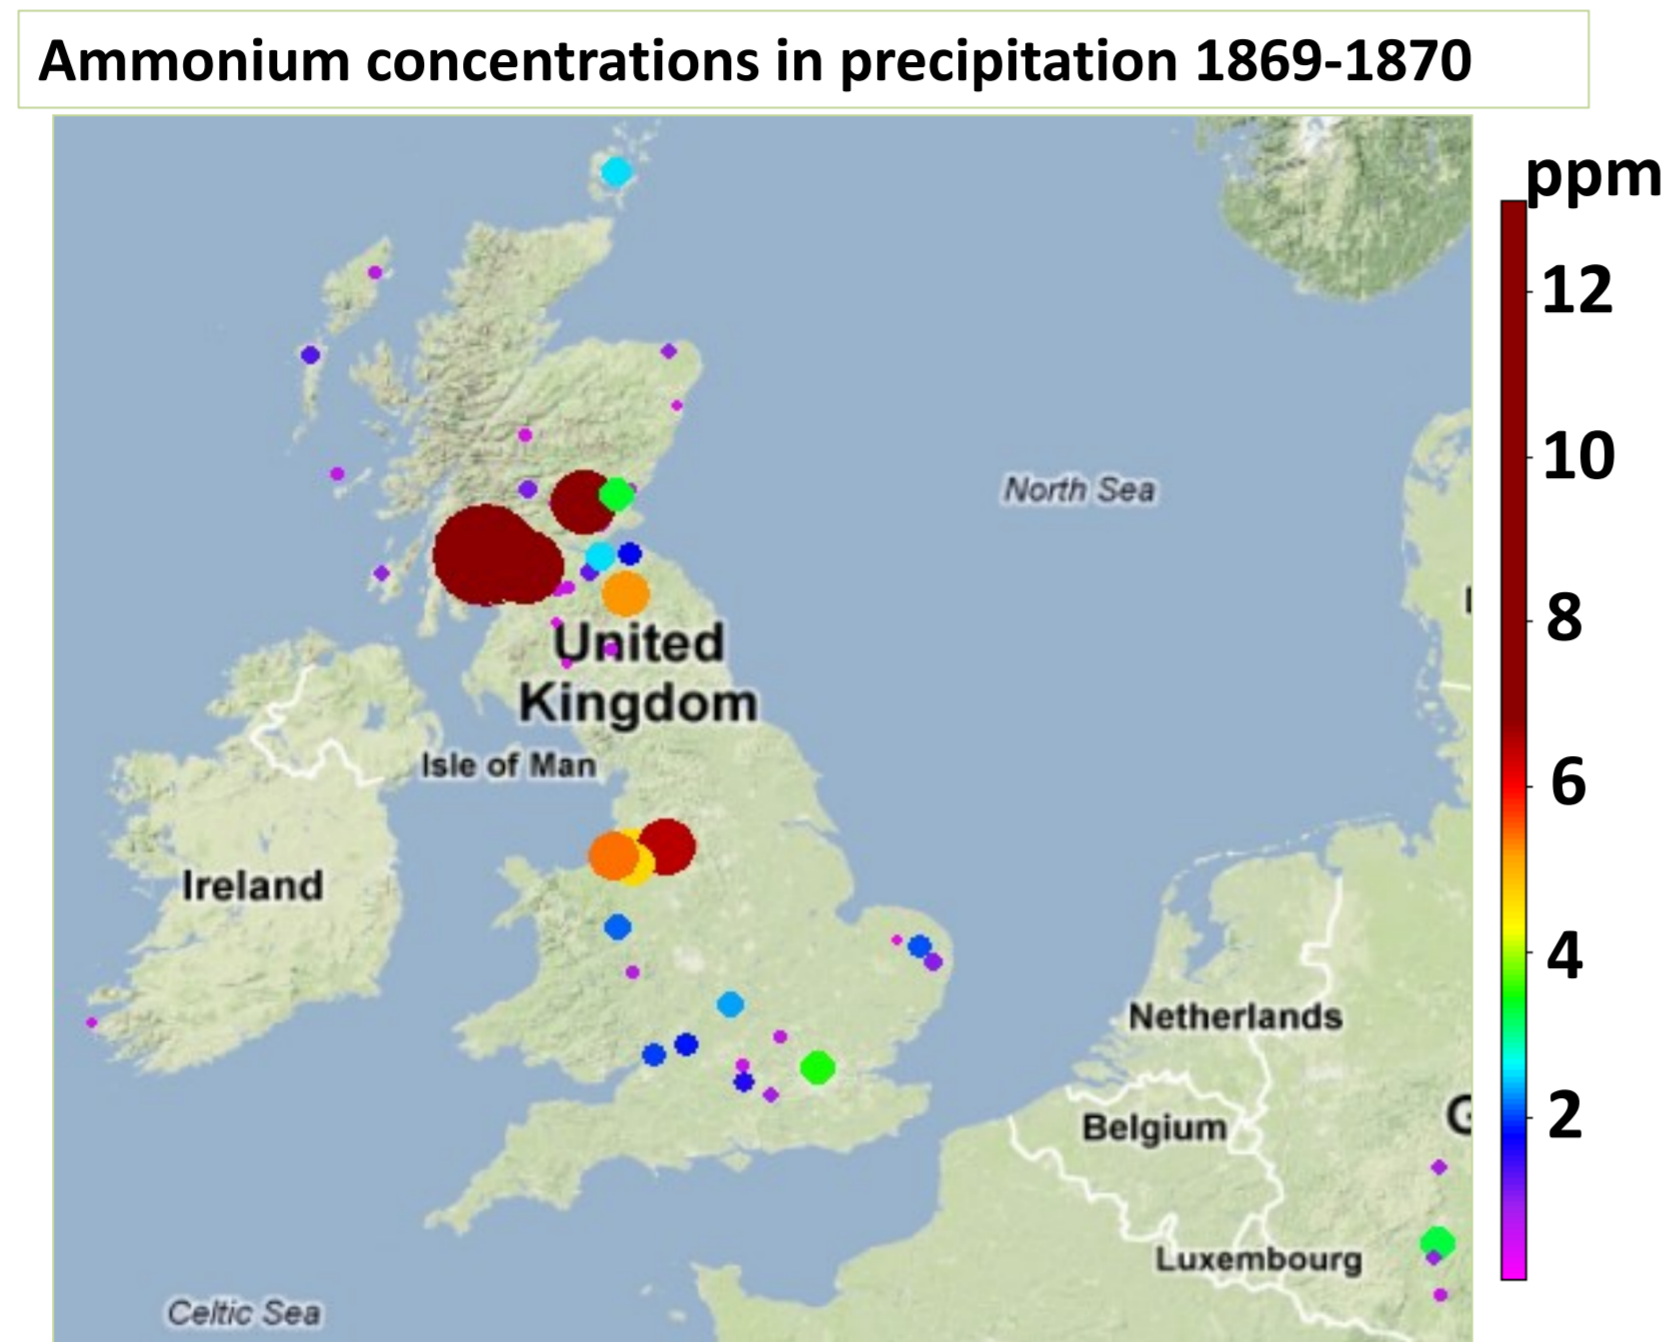 Ammonium concentrations in precipitation 1869-1870
ppm
12
10
North Sea
8
United
Kingdom
Isle of Man
6
Ireland
4
Netherlands
2
Belgium
Luxembourg
Celtic Sea